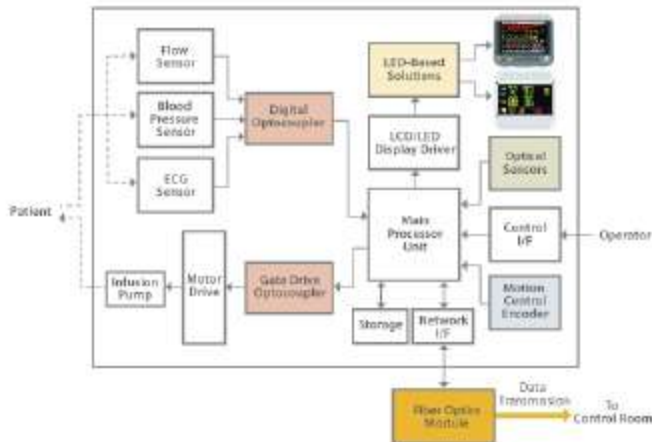 Flow
Sensor
Blood
Pressure
Sensor
ECG
Sensor
Digital
Optocoupler
LED-Based
Solutions
LCD/LED
Display Driver
Optical
Sensors
Main
Processor
Unit
Control
I/F
Operator
Patient
Infusion
Pump
Motor
Drive
Gate Drive
Optocoupler
Motion
Control
Encoder
Storage
Network
I/F
Fiber Optics
Module
Data
Transmission
To
Control Room